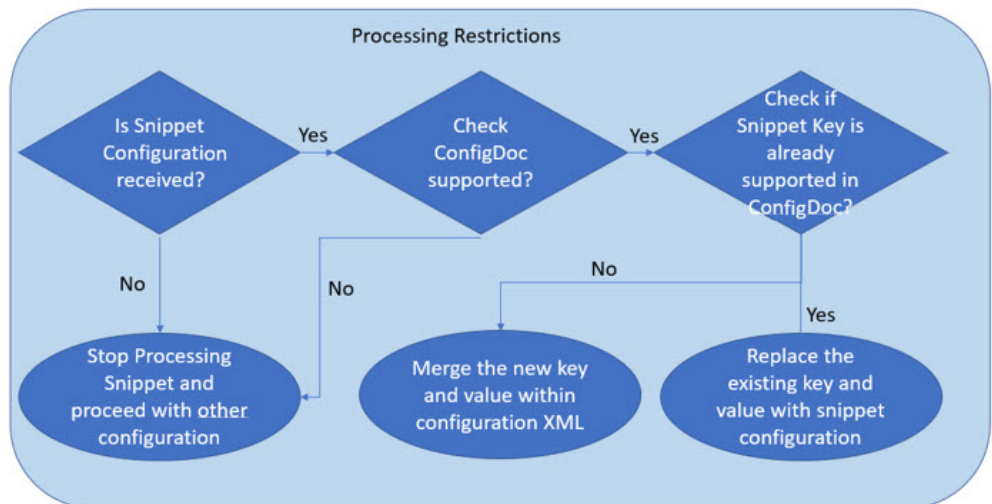 Processing Restrictions
Is Snippet
Configuration
received?
Yes
Check
ConfigDoc
supported?
Yes
Check if
Snippet Key is
already
supported in
ConfigDoc?
No
No
No
Yes
Stop Processing
Snippet and
proceed with other
configuration
Merge the new key
and value within
configuration XML
Replace the
existing key and
value with snippet
configuration